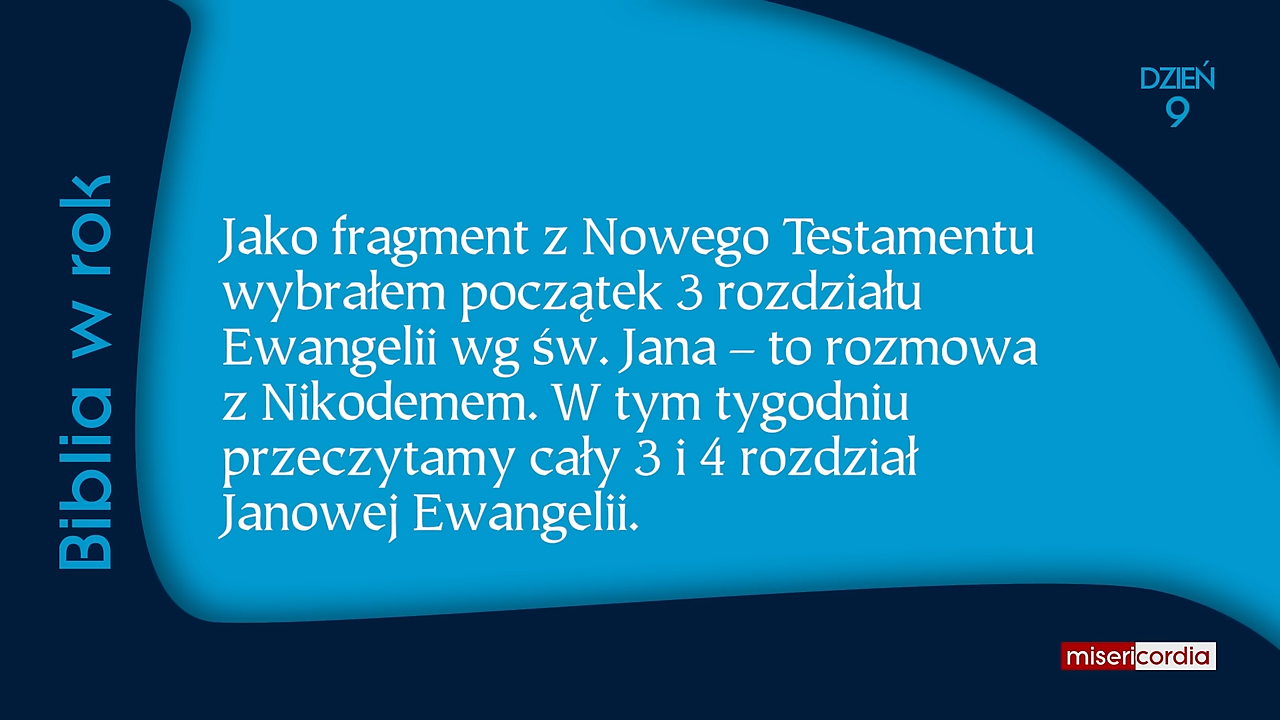 DZIEŃ
9
Biblia w rok
Jako fragment z Nowego Testamentu
wybrałem początek 3 rozdziału
Ewangelii wg św. Jana – to rozmowa
z Nikodemem. W tym tygodniu
przeczytamy cały 3 i 4 rozdział
Janowej Ewangelii.
misericordia